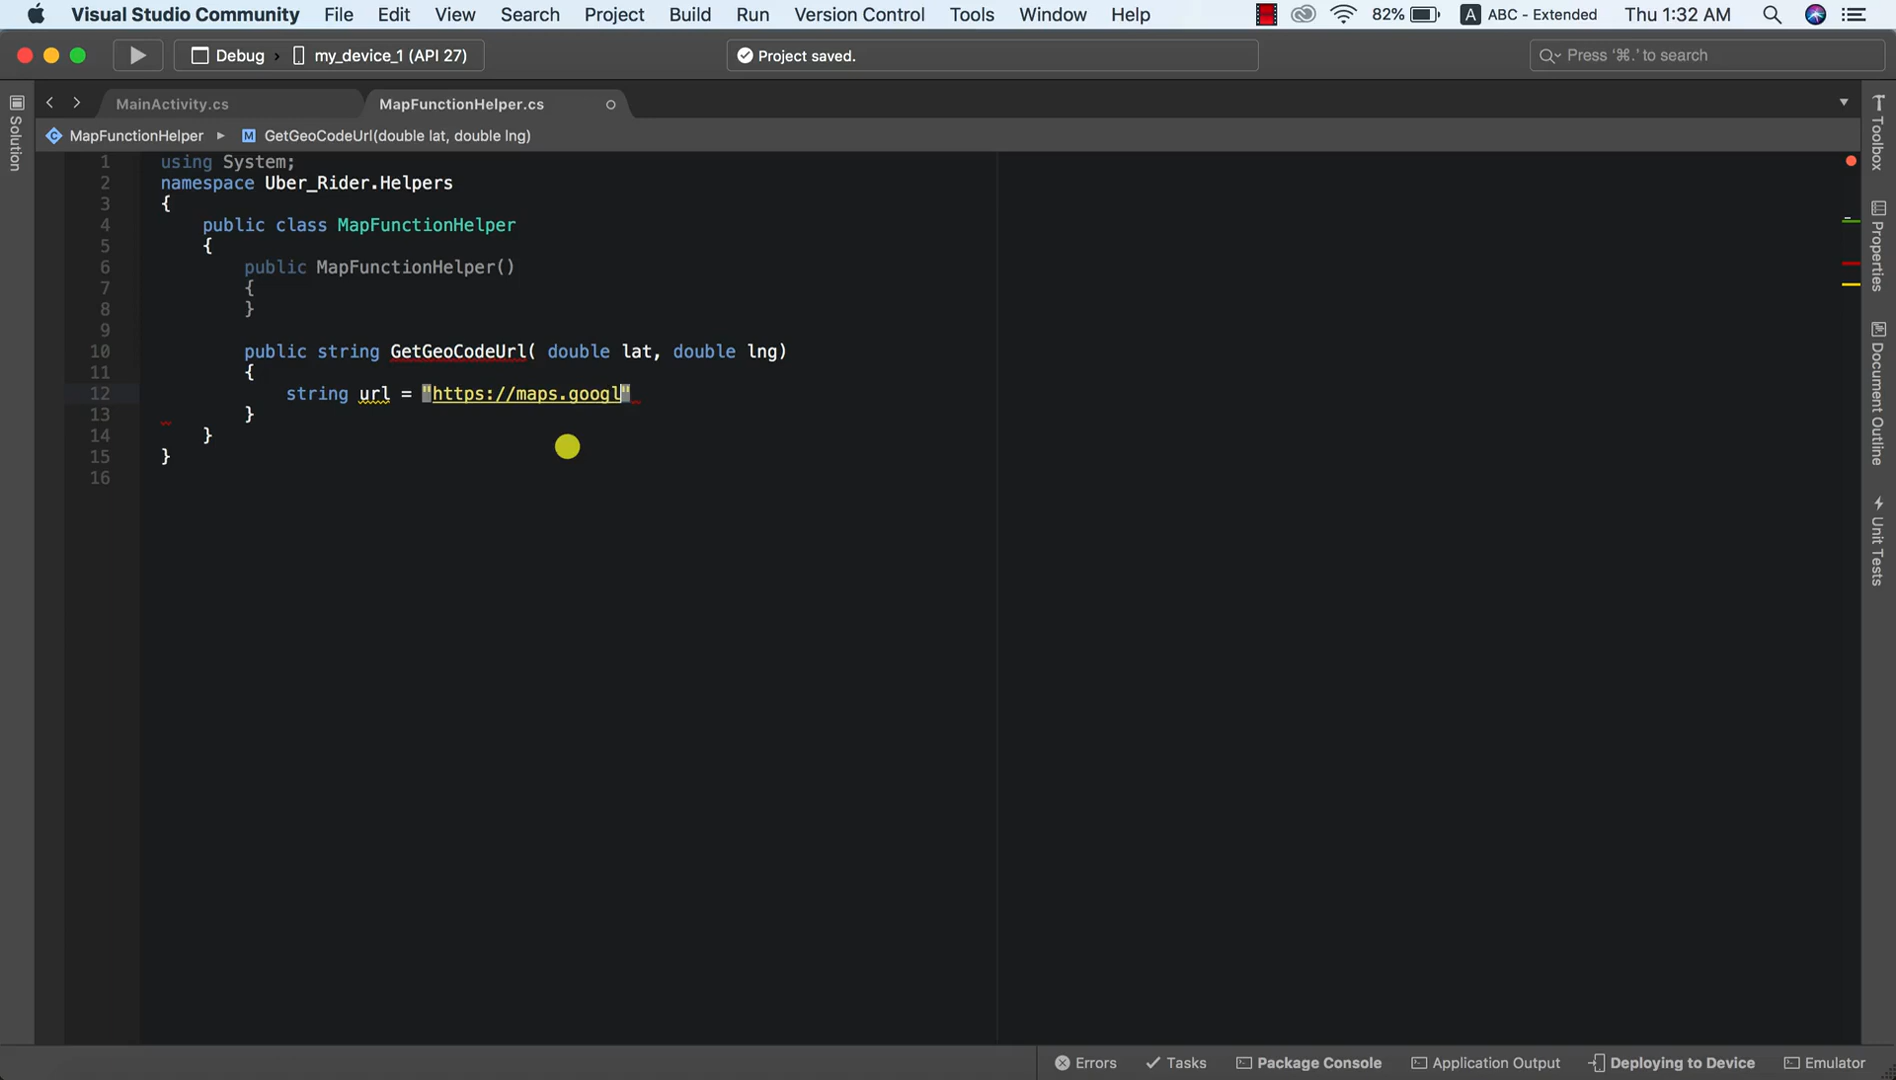 Visual Studio Community File Edit View Search Project Build Run Version Control Tools Window Help 82% A ABC - Extended Thu 1:32 AM
Debug › my_device_1 (API 27) Project saved. Press ‘⌘.’ to search
MainActivity.cs MapFunctionHelper.cs
MapFunctionHelper M GetGeoCodeUrl(double lat, double lng)
Solution
1 using System;
2 namespace Uber_Rider.Helpers
3 {
4 public class MapFunctionHelper
5 {
6 public MapFunctionHelper()
7 {
8 }
9
10 public string GetGeoCodeUrl( double lat, double lng)
11 {
12 string url = "https://maps.googl"
13 }
14 }
15 }
16
Toolbox
Properties
Document Outline
Unit Tests
Errors Tasks Package Console Application Output Deploying to Device Emulator